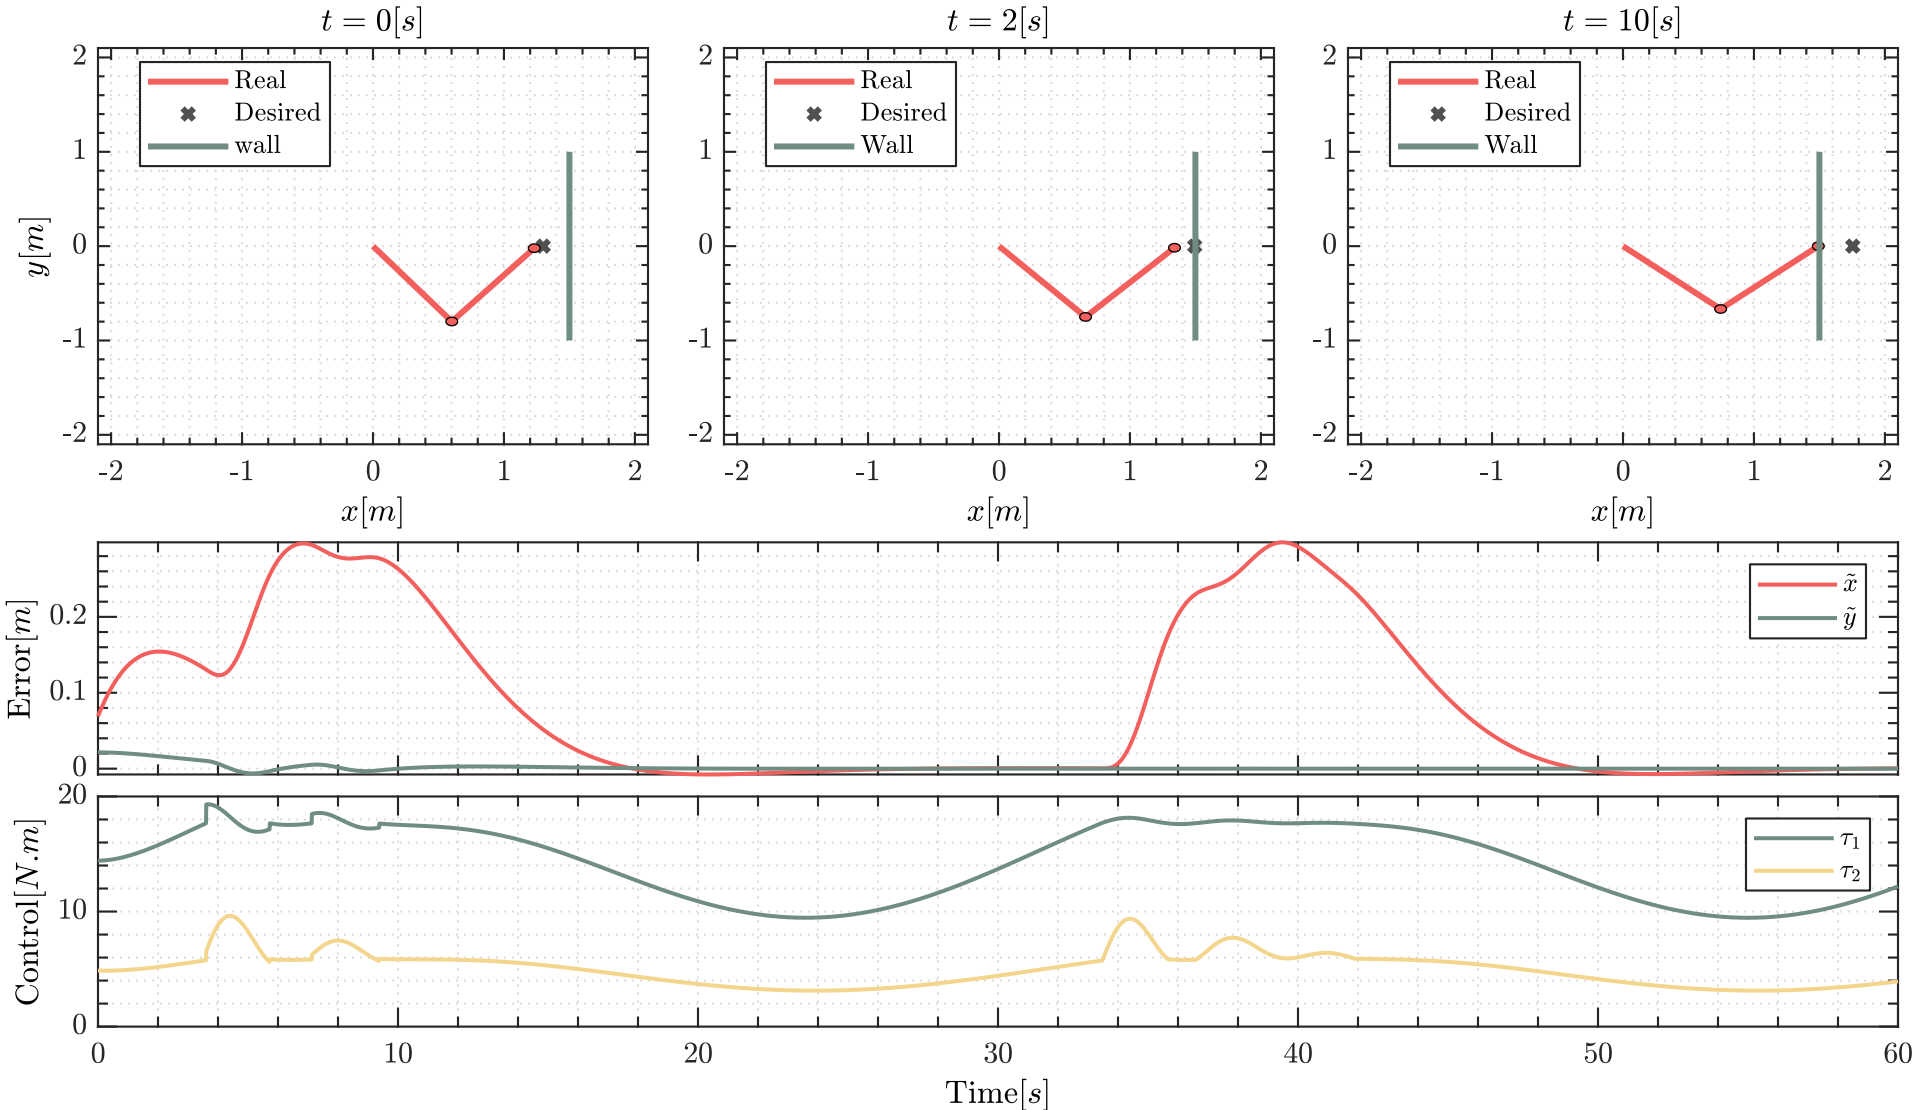 t = 0[s]
t = 2[s]
t = 10[s]
2
1
0
-1
-2
y[m]
Real
Desired
wall
-2
-1
0
1
2
x[m]
2
1
0
-1
-2
Real
Desired
Wall
-2
-1
0
1
2
x[m]
2
1
0
-1
-2
Real
Desired
Wall
-2
-1
0
1
2
x[m]
Error[m]
0.2
0.1
0
x̃
ỹ
Control[N.m]
20
10
0
τ₁
τ₂
0
10
20
30
40
50
60
Time[s]